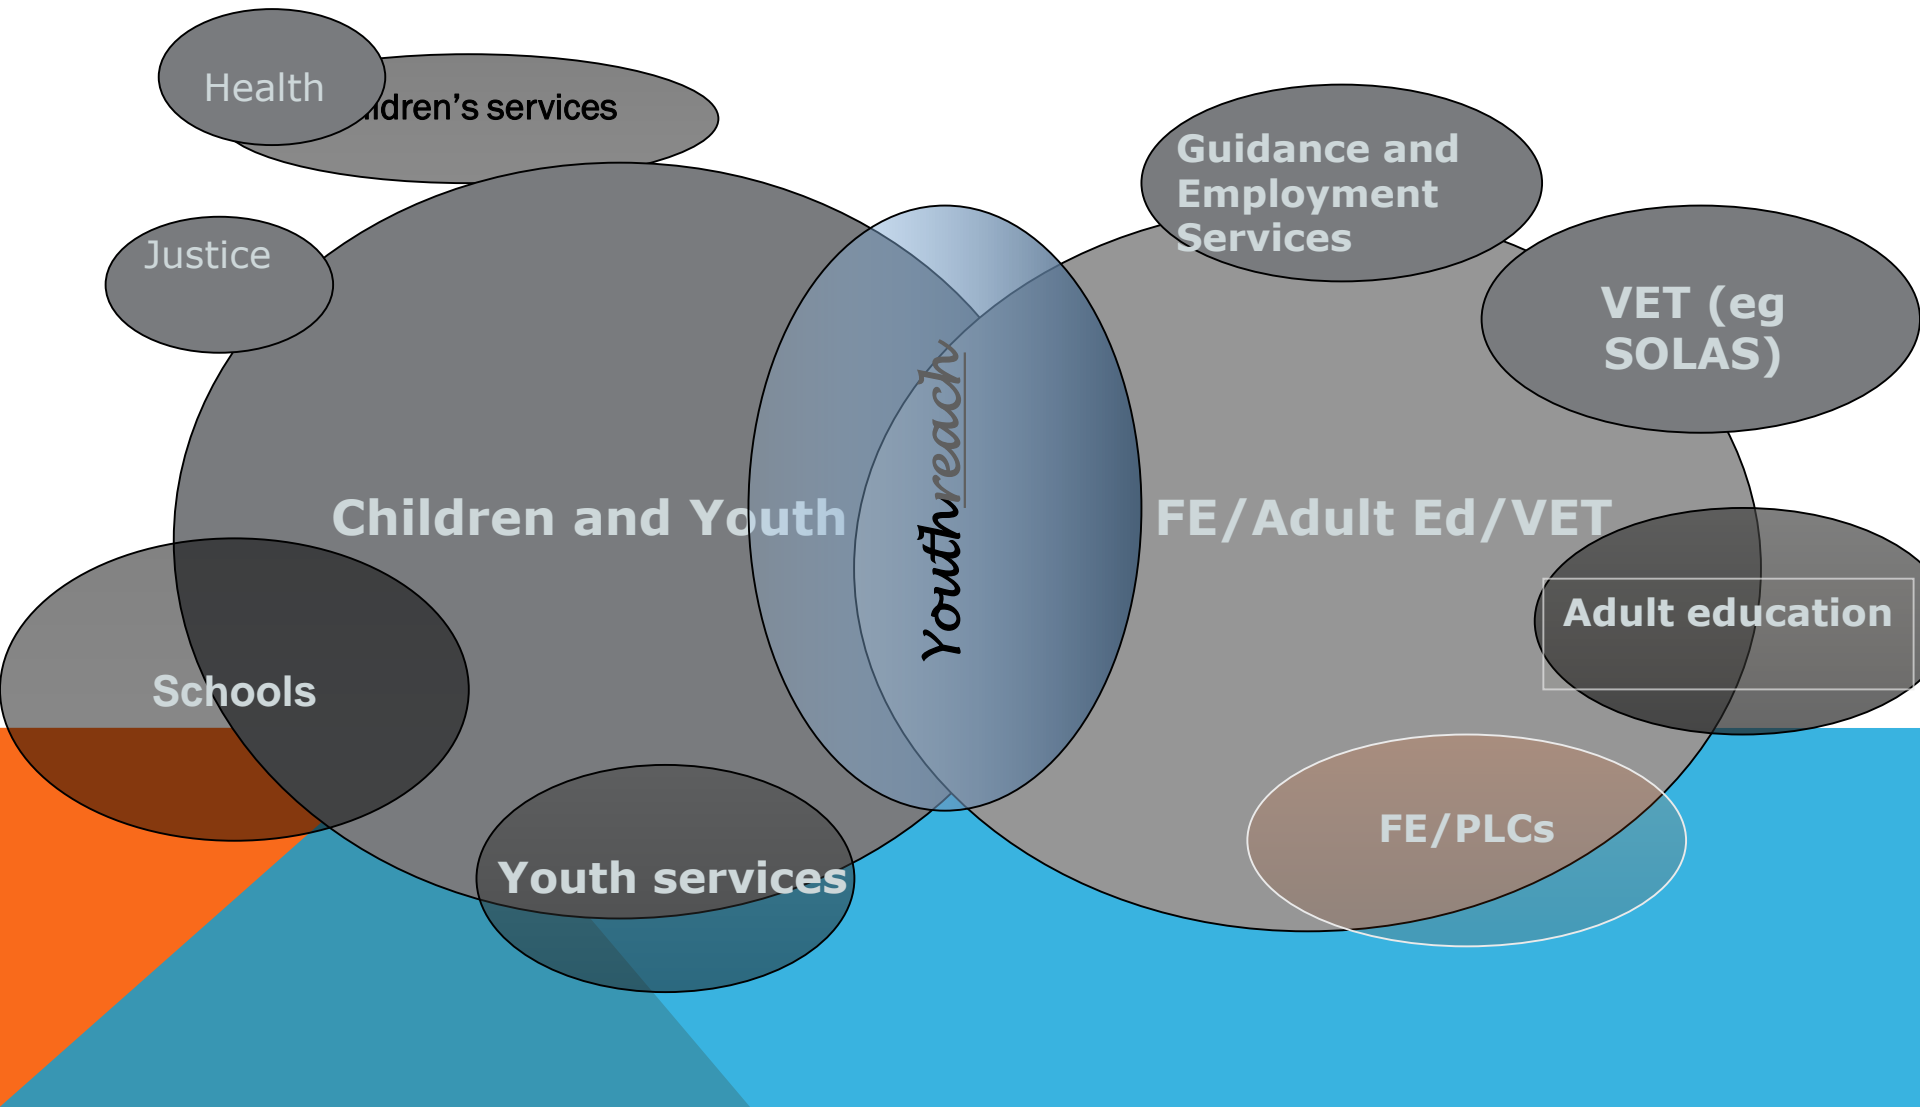 Health
ildren's services
Justice
Guidance and
Employment
Services
VET (eg
SOLAS)
Children and Youth
Youthreach
FE/Adult Ed/VET
Adult education
Schools
Youth services
FE/PLCs